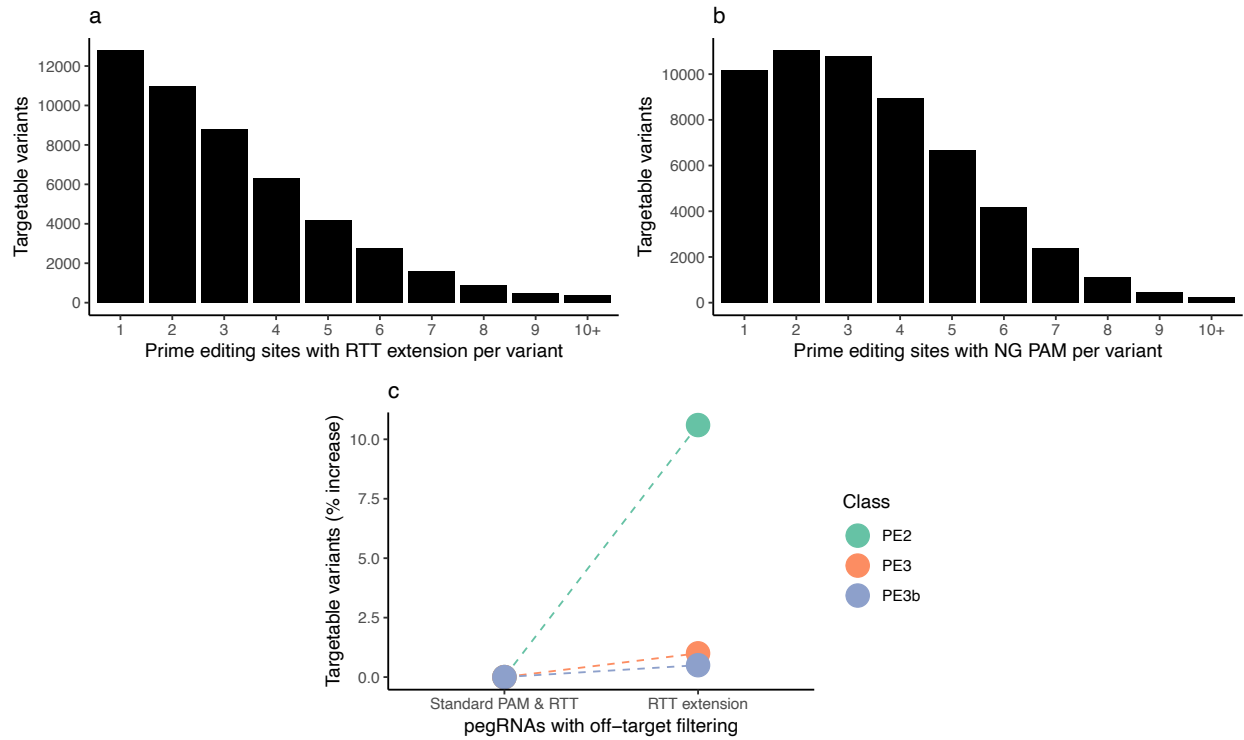 a
Targetable variants
12000
10000
8000
6000
4000
2000
0
1 2 3 4 5 6 7 8 9 10+
Prime editing sites with RTT extension per variant
b
Targetable variants
10000
8000
6000
4000
2000
0
1 2 3 4 5 6 7 8 9 10+
Prime editing sites with NG PAM per variant
c
Targetable variants (% increase)
10.0
7.5
5.0
2.5
0.0
Standard PAM & RTT RTT extension
pegRNAs with off−target filtering
Class
PE2
PE3
PE3b